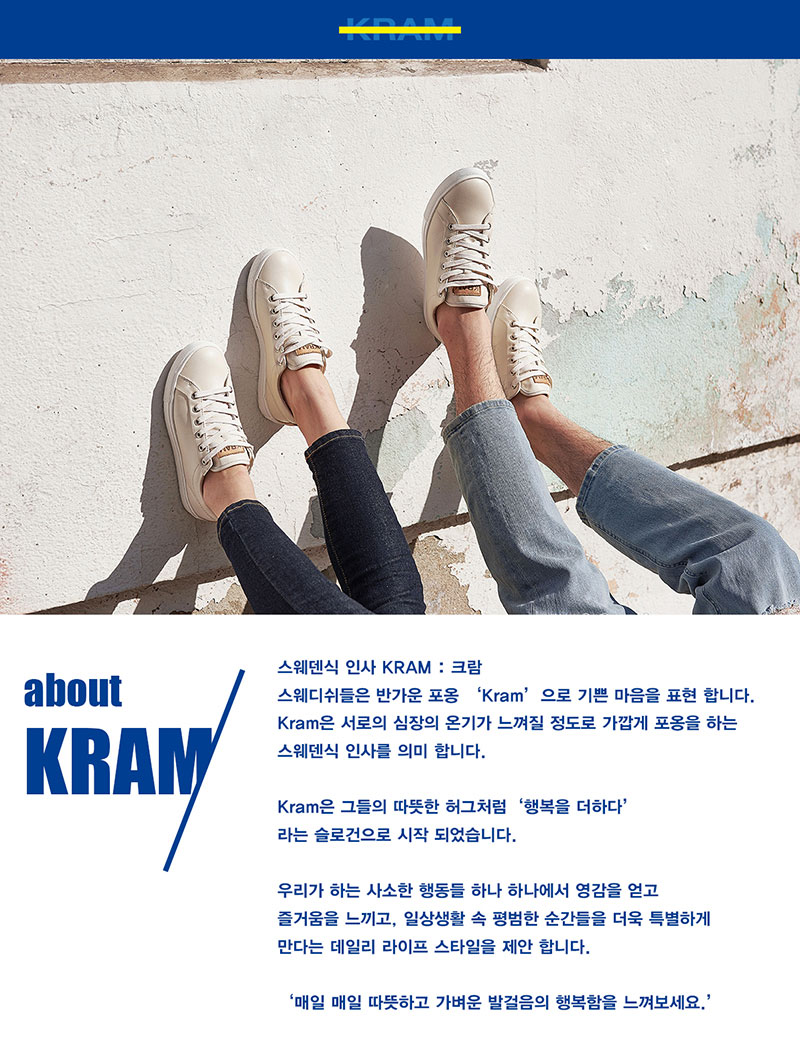 KRAM
about
KRAM
스웨덴식 인사 KRAM : 크람
스웨디쉬들은 반가운 포옹 ‘Kram’으로 기쁜 마음을 표현 합니다.
Kram은 서로의 심장의 온기가 느껴질 정도로 가깝게 포옹을 하는
스웨덴식 인사를 의미 합니다.
Kram은 그들의 따뜻한 허그처럼 ‘행복을 더하다’
라는 슬로건으로 시작 되었습니다.
우리가 하는 사소한 행동들 하나 하나에서 영감을 얻고
즐거움을 느끼고, 일상생활 속 평범한 순간들을 더욱 특별하게
만다는 데일리 라이프 스타일을 제안 합니다.
‘매일 매일 따뜻하고 가벼운 발걸음의 행복함을 느껴보세요.’